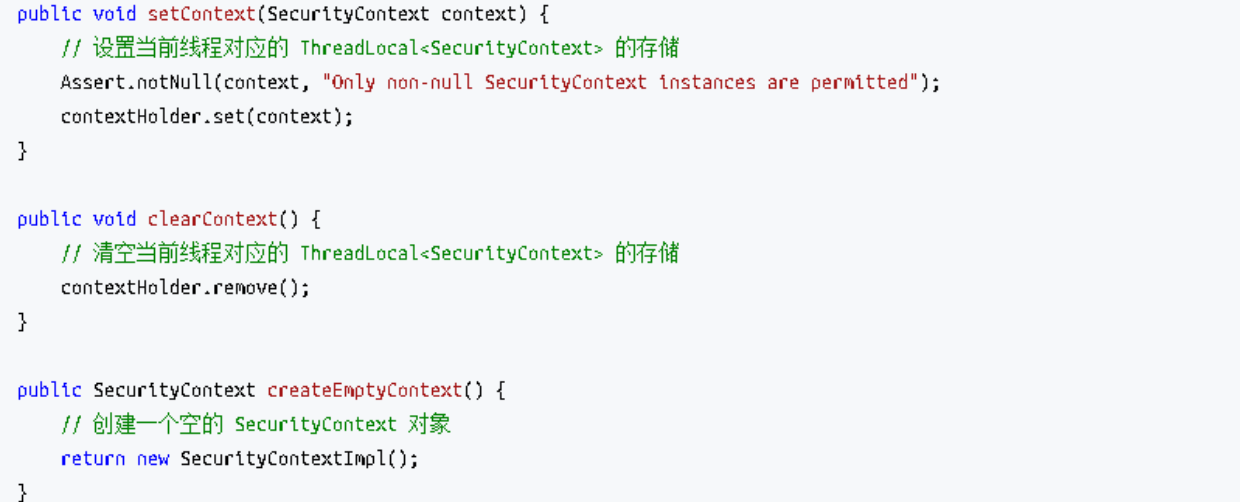 public void setContext(SecurityContext context) {
    // 设置当前线程对应的 ThreadLocal<SecurityContext> 的存储
    Assert.notNull(context, "Only non-null SecurityContext instances are permitted");
    contextHolder.set(context);
}
public void clearContext() {
    // 清空当前线程对应的 ThreadLocal<SecurityContext> 的存储
    contextHolder.remove();
}
public SecurityContext createEmptyContext() {
    // 创建一个空的 SecurityContext 对象
    return new SecurityContextImpl();
}